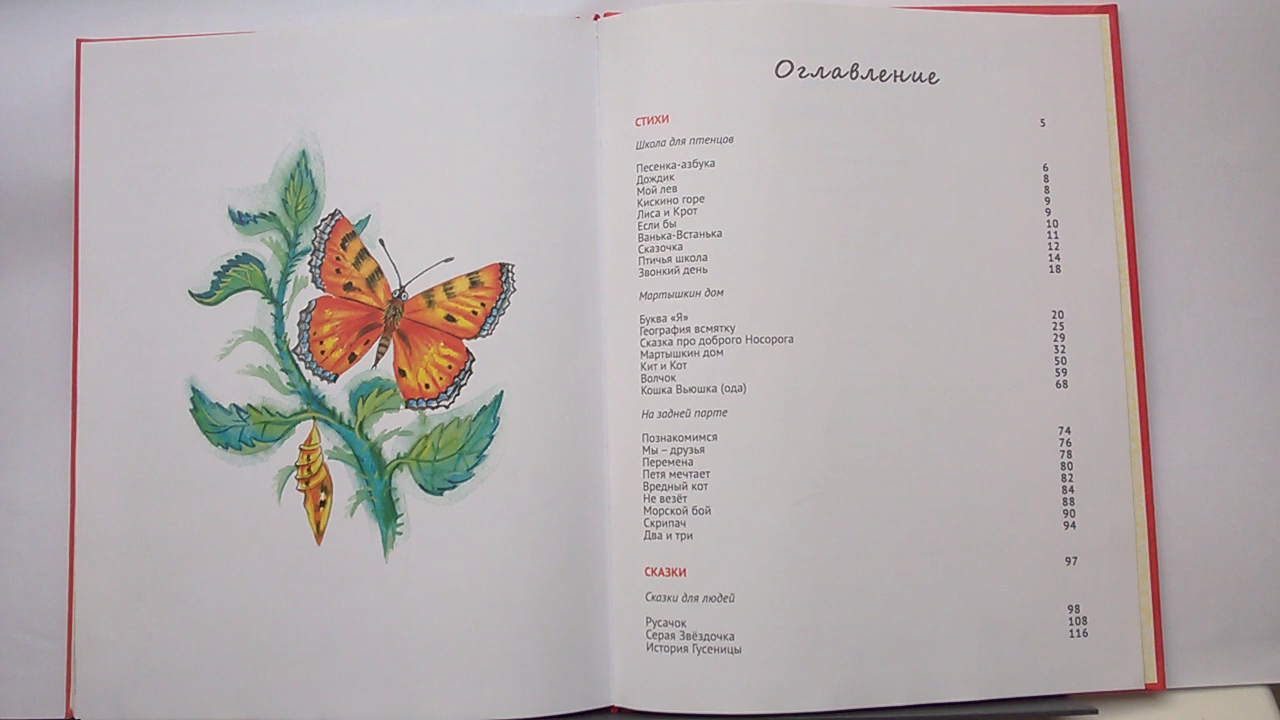 Оглавление
СТИХИ 5
Школа для птенцов
Песенка-азбука 6
Дождик 8
Мой лев 8
Кискино горе 9
Лиса и Крот 9
Если бы 10
Ванька-Встанька 11
Сказочка 12
Птичья школа 14
Звонкий день 18
Мартышкин дом
Буква «Я» 20
География всмятку 25
Сказка про доброго Носорога 29
Мартышкин дом 32
Кит и Кот 50
Волчок 59
Кошка Вьюшка (ода) 68
На задней парте
Познакомимся 74
Мы – друзья 76
Перемена 78
Петя мечтает 80
Вредный кот 82
Не везёт 84
Морской бой 88
Скрипач 90
Два и три 94
СКАЗКИ 97
Сказки для людей
Русачок 98
Серая Звёздочка 108
История Гусеницы 116